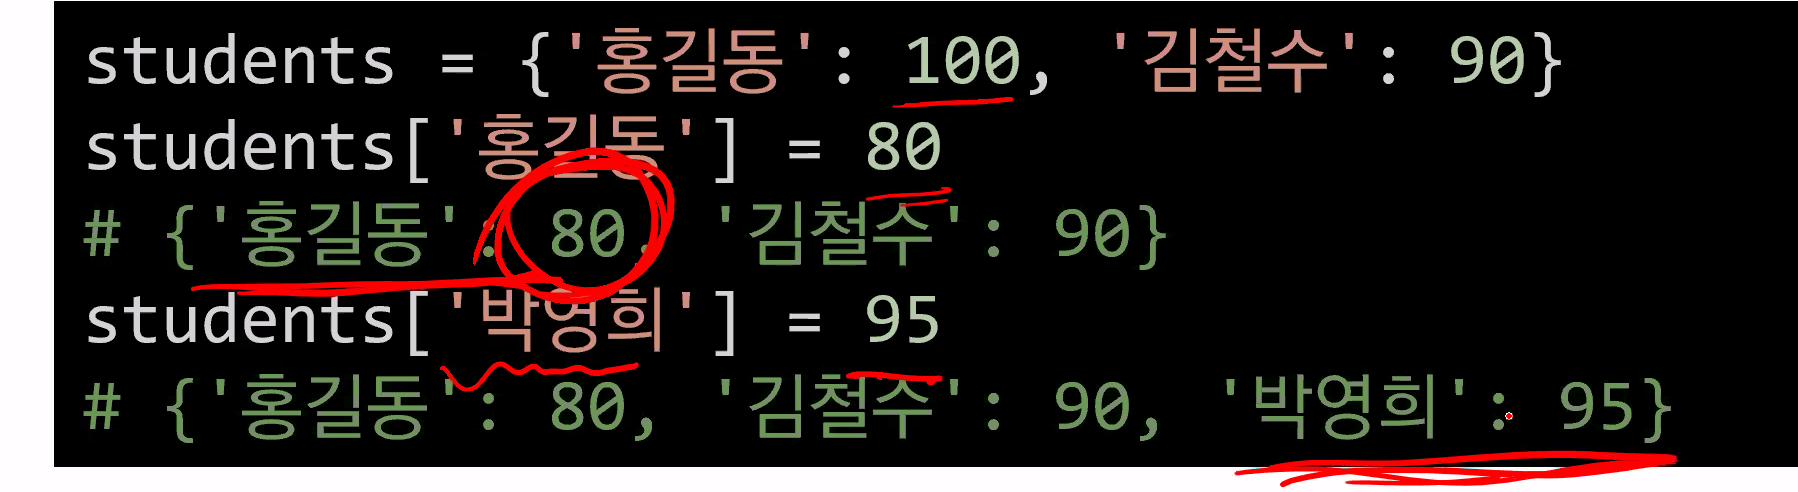 students = {'홍길동': 100, '김철수': 90}
students['홍길동'] = 80
# {'홍길동': 80, '김철수': 90}
students['박영희'] = 95
# {'홍길동': 80, '김철수': 90, '박영희': 95}